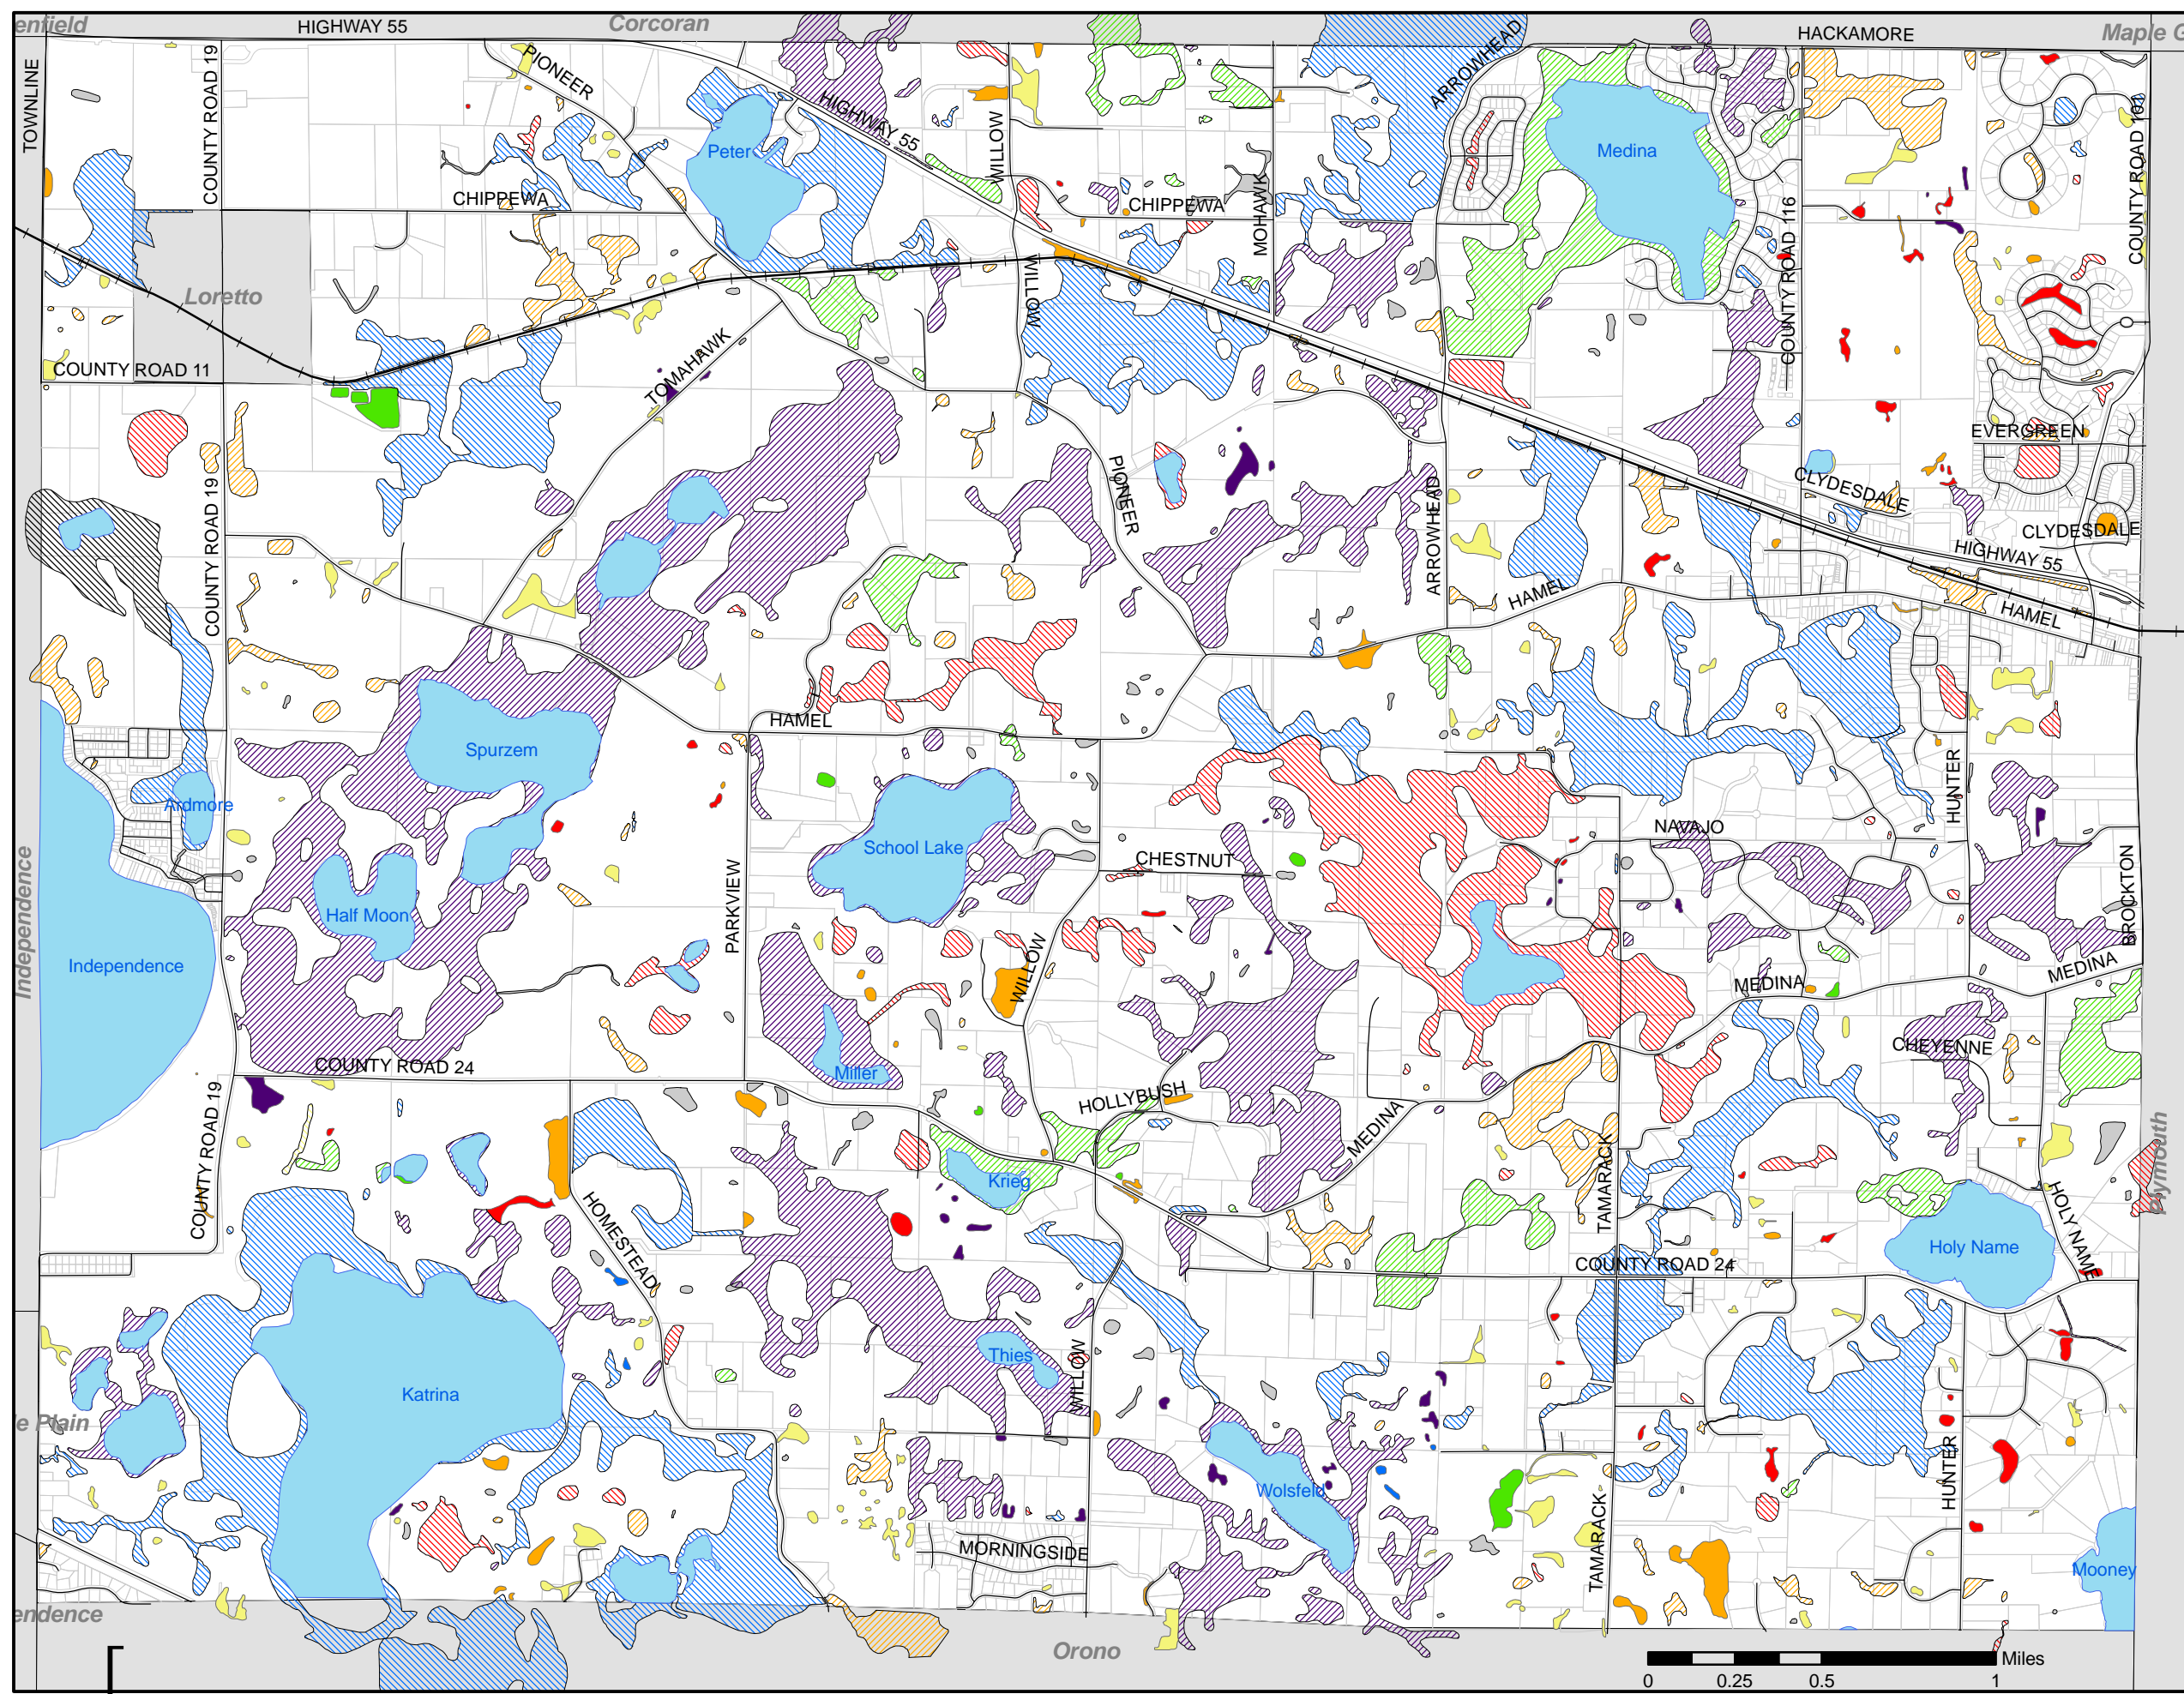 enfield
Corcoran
Maple G
HIGHWAY 55
HACKAMORE
TOWNLINE
COUNTY ROAD 19
PIONEER
HIGHWAY 55
WILLOW
ARROWHEAD
COUNTY ROAD 101
Peter
Medina
CHIPPEWA
CHIPPEWA
MOHAWK
COUNTY ROAD 116
Loretto
WILLOW
COUNTY ROAD 11
TOMAHAWK
EVERGREEN
COUNTY ROAD 19
PIONEER
ARROWHEAD
CLYDESDALE
CLYDESDALE
HIGHWAY 55
HAMEL
HAMEL
HAMEL
Spurzem
Ardmore
HUNTER
NAVAJO
School Lake
CHESTNUT
Independence
PARKVIEW
BROCKTON
Half Moon
Independence
WILLOW
MEDINA
MEDINA
CHEYENNE
COUNTY ROAD 24
Miller
HOLLYBUSH
COUNTY ROAD 19
MEDINA
TAMARACK
Plymouth
Krieg
HOMESTEAD
HOLY NAME
Holy Name
COUNTY ROAD 24
Thies
WILLOW
Katrina
le Plain
HUNTER
Wolsfeld
TAMARACK
MORNINGSIDE
Mooney
endence
Orono
Miles
0 0.25 0.5 1